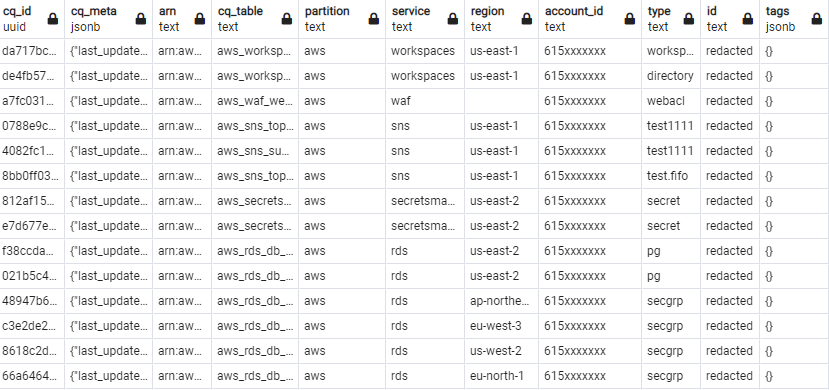 cq_id cq_meta arn cq_table partition service region account_id type id tags
uuid jsonb text text text text text text text text jsonb
da717bc... {"last_update... arn:aw... aws_worksp... aws workspaces us-east-1 615xxxxxxx worksp... redacted {}
de4fb57... {"last_update... arn:aw... aws_worksp... aws workspaces us-east-1 615xxxxxxx directory redacted {}
a7fc031... {"last_update... arn:aw... aws_waf_we... aws waf 615xxxxxxx webacl redacted {}
0788e9c... {"last_update... arn:aw... aws_sns_top... aws sns us-east-1 615xxxxxxx test1111 redacted {}
4082fc1... {"last_update... arn:aw... aws_sns_su... aws sns us-east-1 615xxxxxxx test1111 redacted {}
8bb0ff03... {"last_update... arn:aw... aws_sns_top... aws sns us-east-1 615xxxxxxx test.fifo redacted {}
812af15... {"last_update... arn:aw... aws_secrets... aws secretsma... us-east-2 615xxxxxxx secret redacted {}
e7d677e... {"last_update... arn:aw... aws_secrets... aws secretsma... us-east-2 615xxxxxxx secret redacted {}
f38ccda... {"last_update... arn:aw... aws_rds_db_... aws rds us-east-2 615xxxxxxx pg redacted {}
021b5c4... {"last_update... arn:aw... aws_rds_db_... aws rds us-east-2 615xxxxxxx pg redacted {}
48947b6... {"last_update... arn:aw... aws_rds_db_... aws rds ap-northe... 615xxxxxxx secgrp redacted {}
c3e2de2... {"last_update... arn:aw... aws_rds_db_... aws rds eu-west-3 615xxxxxxx secgrp redacted {}
8618c2d... {"last_update... arn:aw... aws_rds_db_... aws rds us-west-2 615xxxxxxx secgrp redacted {}
66a6464... {"last_update... arn:aw... aws_rds_db_... aws rds eu-north-1 615xxxxxxx secgrp redacted {}